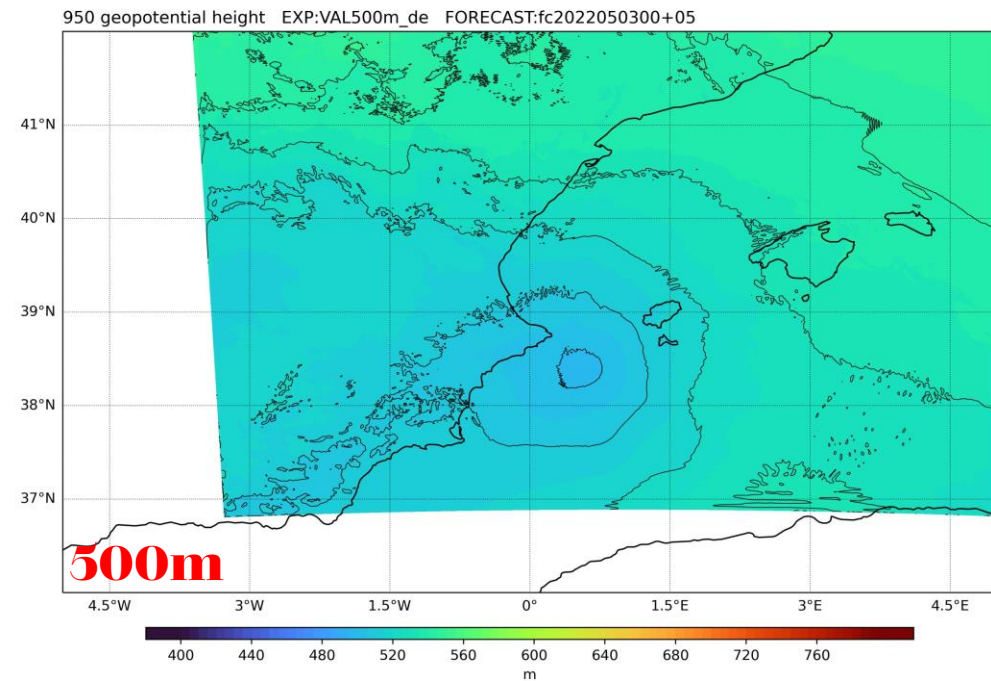 950 geopotential height EXP:VAL500m_de FORECAST:fc2022050300+05
41°N
40°N
39°N
38°N
37°N
500m
4.5°W 3°W 1.5°W 0° 1.5°E 3°E 4.5°E
400 440 480 520 560 600 640 680 720 760
m